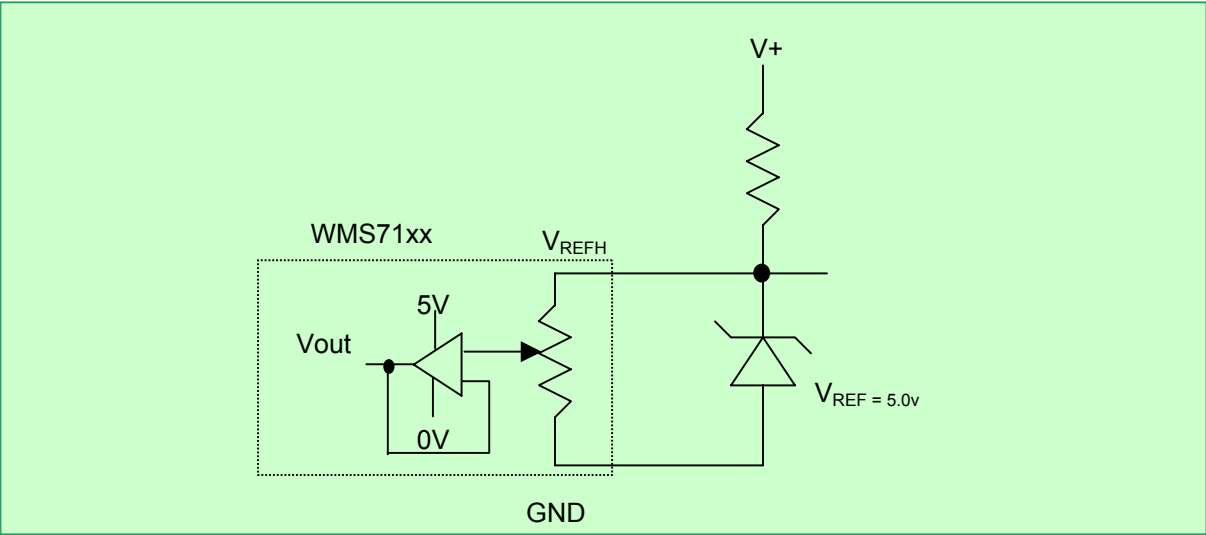 V+
WMS71xx
VREFH
5V
Vout
VREF = 5.0v
0V
GND